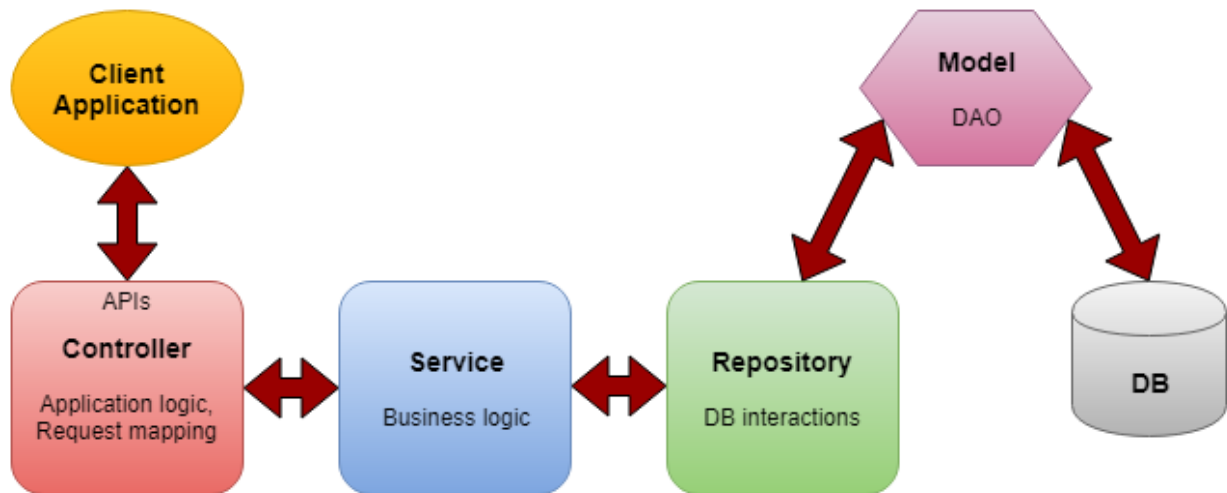 Client
Application
Model
DAO
APIs
Controller
Application logic,
Request mapping
Service
Business logic
Repository
DB interactions
DB